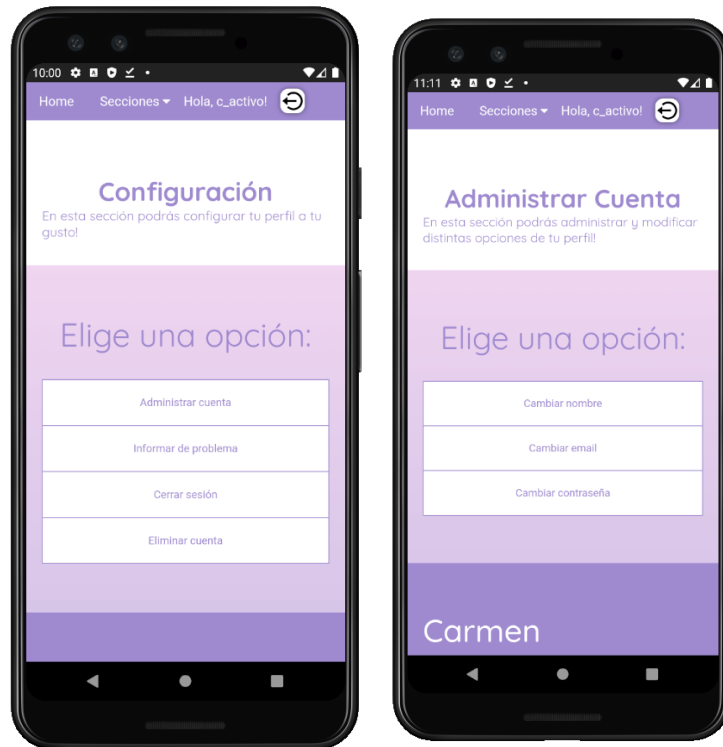 10:00
Home Secciones Hola, c_activo!
Configuración
En esta sección podrás configurar tu perfil a tu
gusto!
Elige una opción:
Administrar cuenta
Informar de problema
Cerrar sesión
Eliminar cuenta
11:11
Home Secciones Hola, c_activo!
Administrar Cuenta
En esta sección podrás administrar y modificar
distintas opciones de tu perfil!
Elige una opción:
Cambiar nombre
Cambiar email
Cambiar contraseña
Carmen